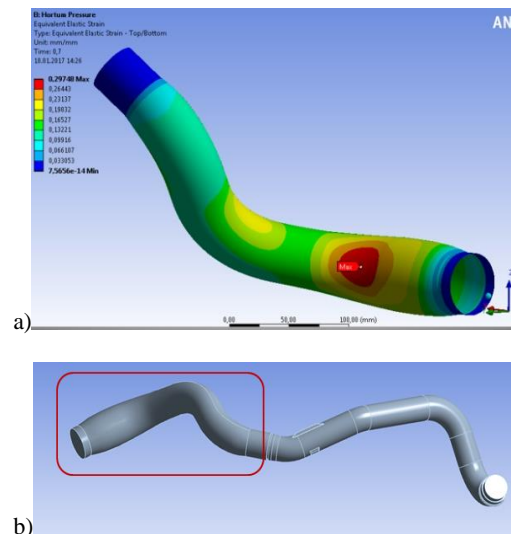 B: Hortum Pressure
Equivalent Elastic Strain
Type: Equivalent Elastic Strain - Top/Bottom
Unit: mm/mm
Time: 0,7
18.01.2017 14:26
AN
0,29748 Max
0,26443
0,23137
0,19832
0,16527
0,13221
0,09916
0,066107
0,033053
7,5656e-14 Min
Max
0,00
50,00
100,00 (mm)
a)
b)